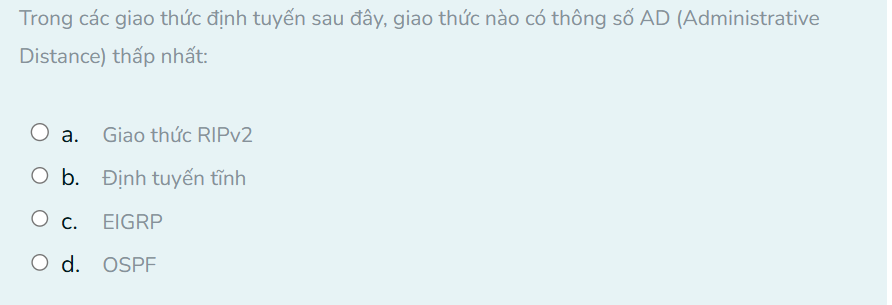 Trong các giao thức định tuyến sau đây, giao thức nào có thông số AD (Administrative
Distance) thấp nhất:
a. Giao thức RIPv2
b. Định tuyến tĩnh
c. EIGRP
d. OSPF